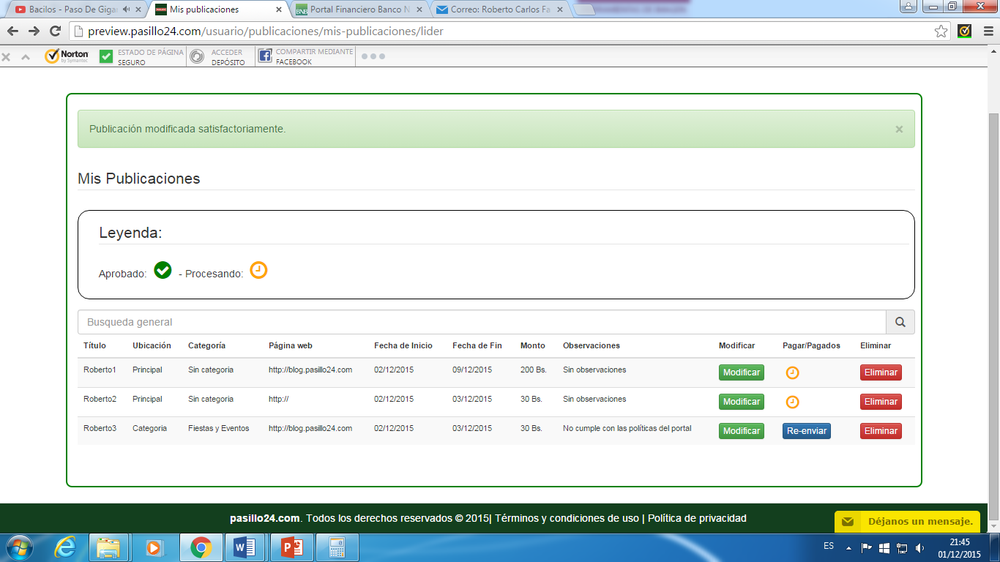 Bacilos - Paso De Gigan
Mis publicaciones
Portal Financiero Banco N
Correo: Roberto Carlos Fa
preview.pasillo24.com/usuario/publicaciones/mis-publicaciones/lider
Norton by Symantec
ESTADO DE PÁGINA SEGURO
ACCEDER DEPÓSITO
COMPARTIR MEDIANTE FACEBOOK
Publicación modificada satisfactoriamente.
×
Mis Publicaciones
Leyenda:
Aprobado: - Procesando:
Busqueda general
Título Ubicación Categoría Página web Fecha de Inicio Fecha de Fin Monto Observaciones Modificar Pagar/Pagados Eliminar
Roberto1 Principal Sin categoria http://blog.pasillo24.com 02/12/2015 09/12/2015 200 Bs. Sin observaciones Modificar Eliminar
Roberto2 Principal Sin categoria http:// 02/12/2015 03/12/2015 30 Bs. Sin observaciones Modificar Eliminar
Roberto3 Categoria Fiestas y Eventos http://blog.pasillo24.com 02/12/2015 03/12/2015 30 Bs. No cumple con las políticas del portal Modificar Re-enviar Eliminar
pasillo24.com. Todos los derechos reservados © 2015| Términos y condiciones de uso | Política de privacidad
Déjanos un mensaje.
ES
21:45
01/12/2015